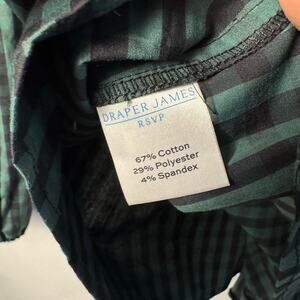 DRAPER JAMES
RSVP
67% Cotton
29% Polyester
4% Spandex